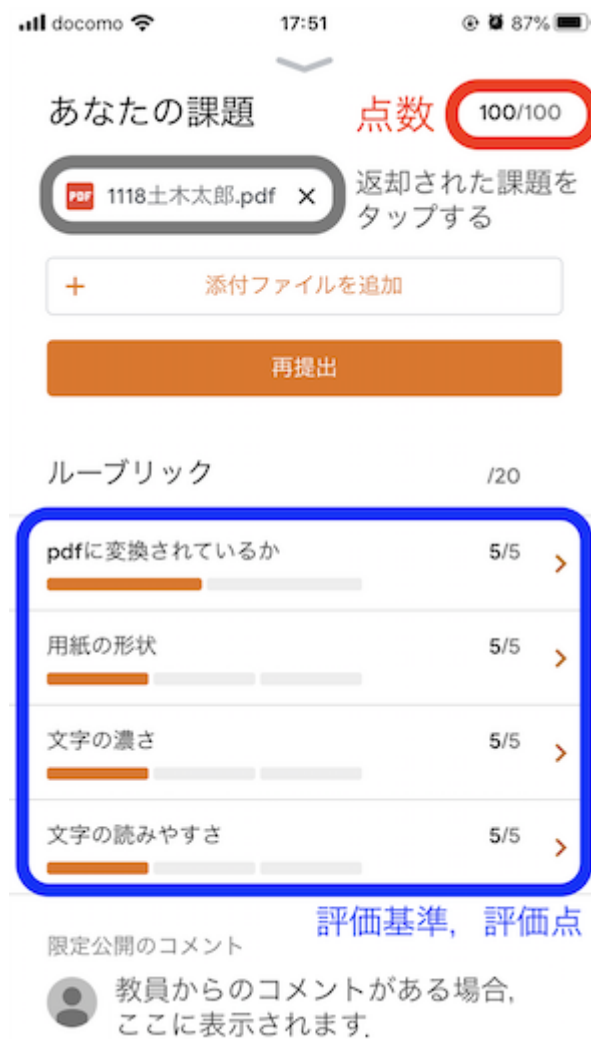 docomo 17:51 87%
あなたの課題
点数 100/100
PDF 1118土木太郎.pdf ×
返却された課題を
タップする
+ 添付ファイルを追加
再提出
ルーブリック /20
pdfに変換されているか 5/5
用紙の形状 5/5
文字の濃さ 5/5
文字の読みやすさ 5/5
評価基準，評価点
限定公開のコメント
教員からのコメントがある場合，
ここに表示されます．